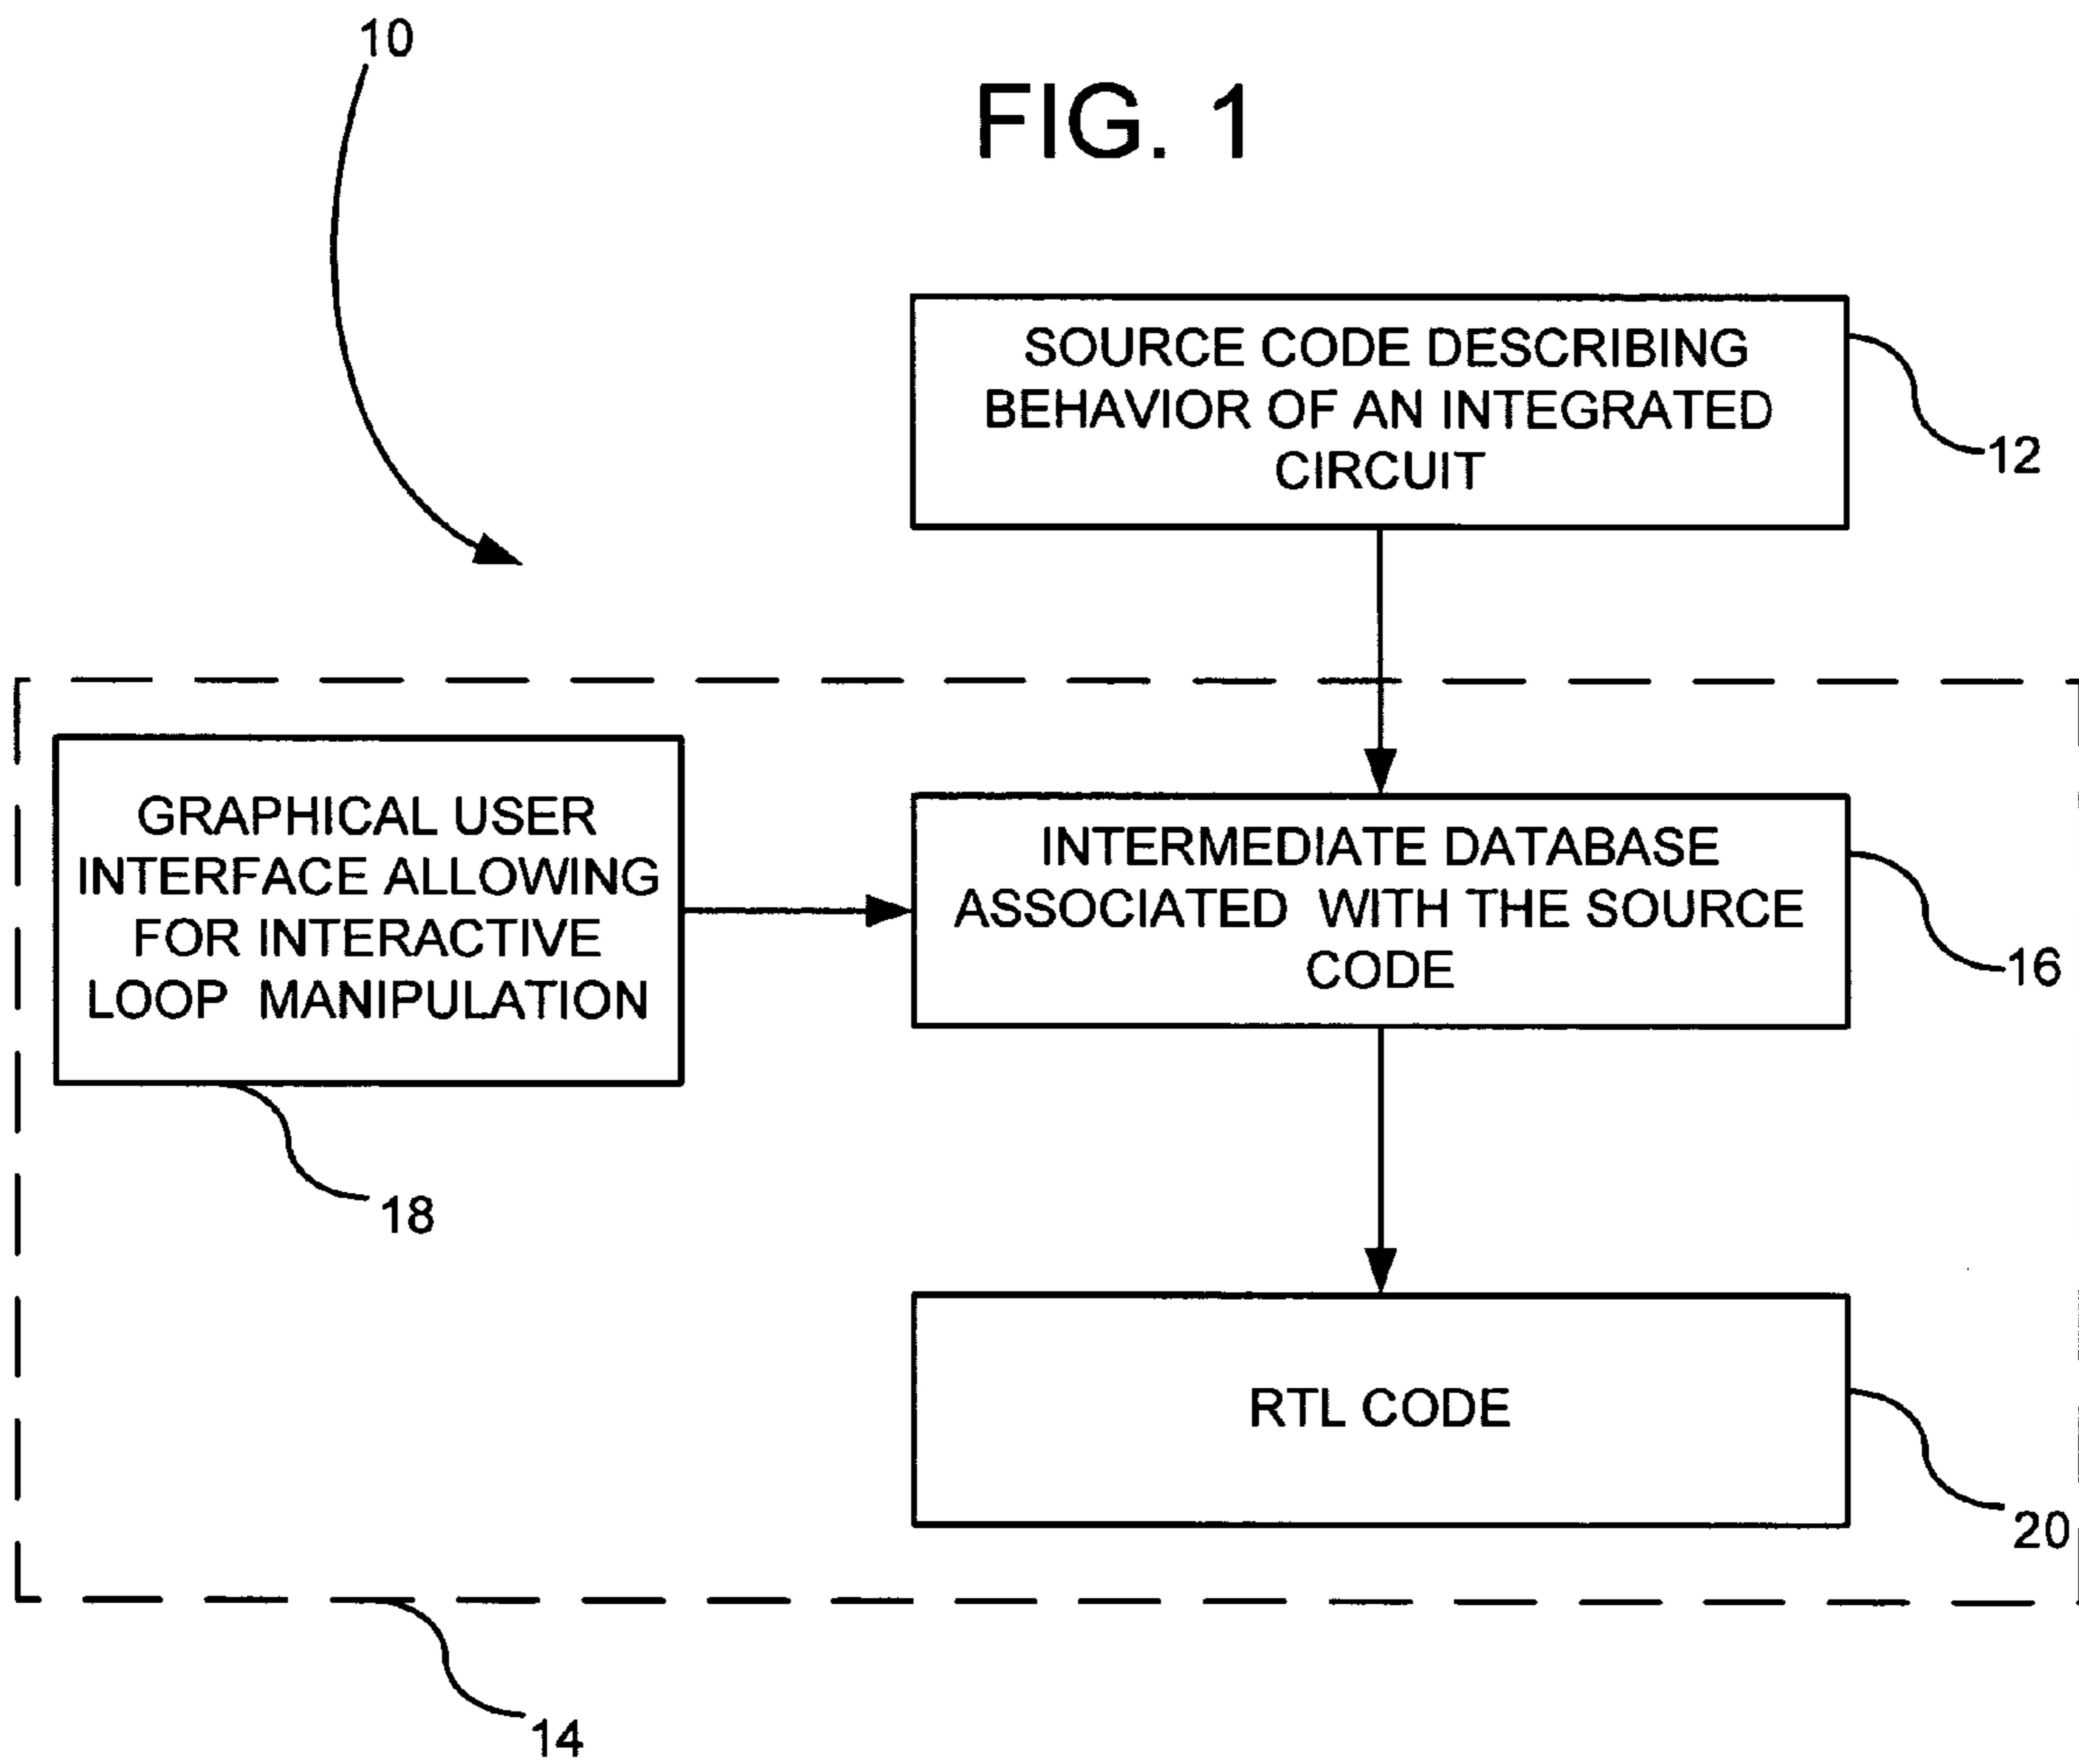 10
FIG. 1
SOURCE CODE DESCRIBING
BEHAVIOR OF AN INTEGRATED
CIRCUIT
12
GRAPHICAL USER
INTERFACE ALLOWING
FOR INTERACTIVE
LOOP MANIPULATION
18
INTERMEDIATE DATABASE
ASSOCIATED WITH THE SOURCE
CODE
16
RTL CODE
20
14